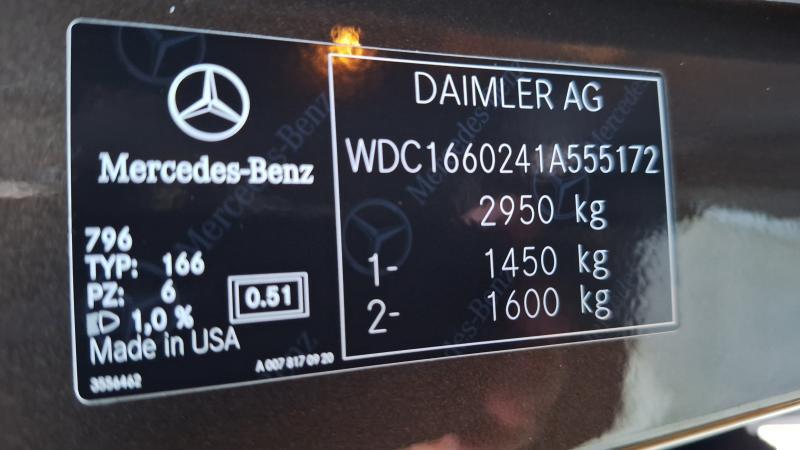 Mercedes-Benz
796
TYP: 166
PZ: 6
1,0 %
0.51
Made in USA
3556462
A 007 817 09 20
DAIMLER AG
WDC1660241A555172
2950 kg
1- 1450 kg
2- 1600 kg